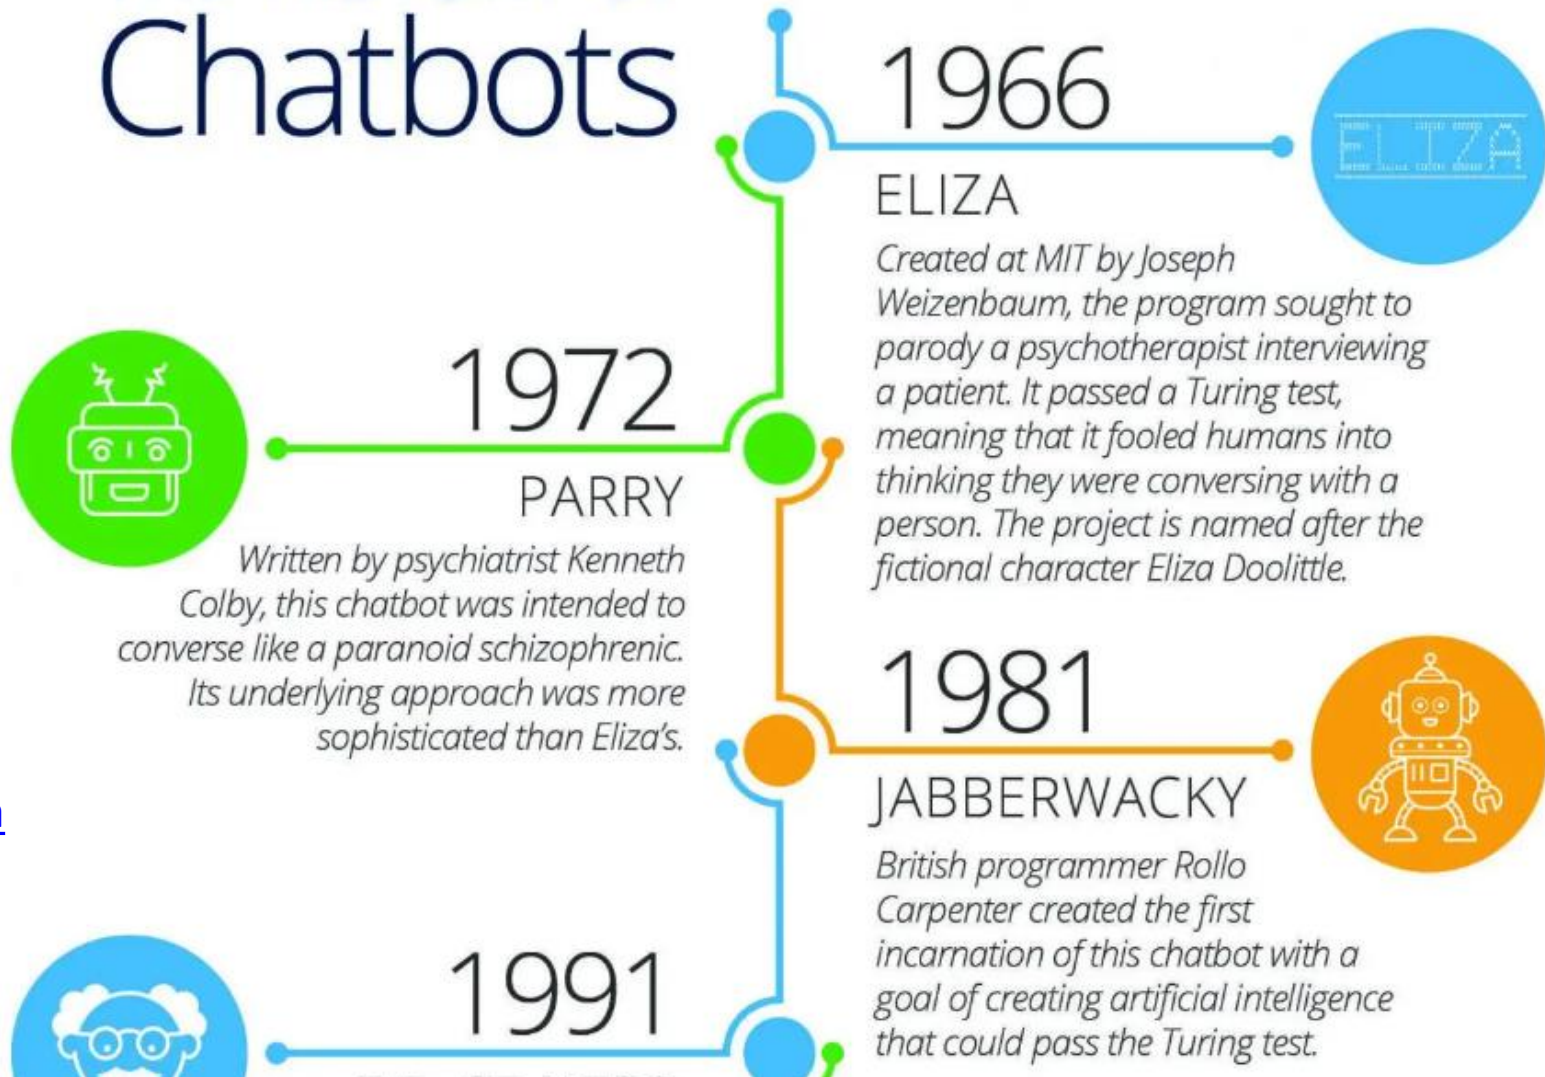 Chatbots
1966
ELIZA
ELIZA
Created at MIT by Joseph
Weizenbaum, the program sought to
parody a psychotherapist interviewing
a patient. It passed a Turing test,
meaning that it fooled humans into
thinking they were conversing with a
person. The project is named after the
fictional character Eliza Doolittle.
1972
PARRY
Written by psychiatrist Kenneth
Colby, this chatbot was intended to
converse like a paranoid schizophrenic.
Its underlying approach was more
sophisticated than Eliza's.
1981
JABBERWACKY
British programmer Rollo
Carpenter created the first
incarnation of this chatbot with a
goal of creating artificial intelligence
that could pass the Turing test.
1991